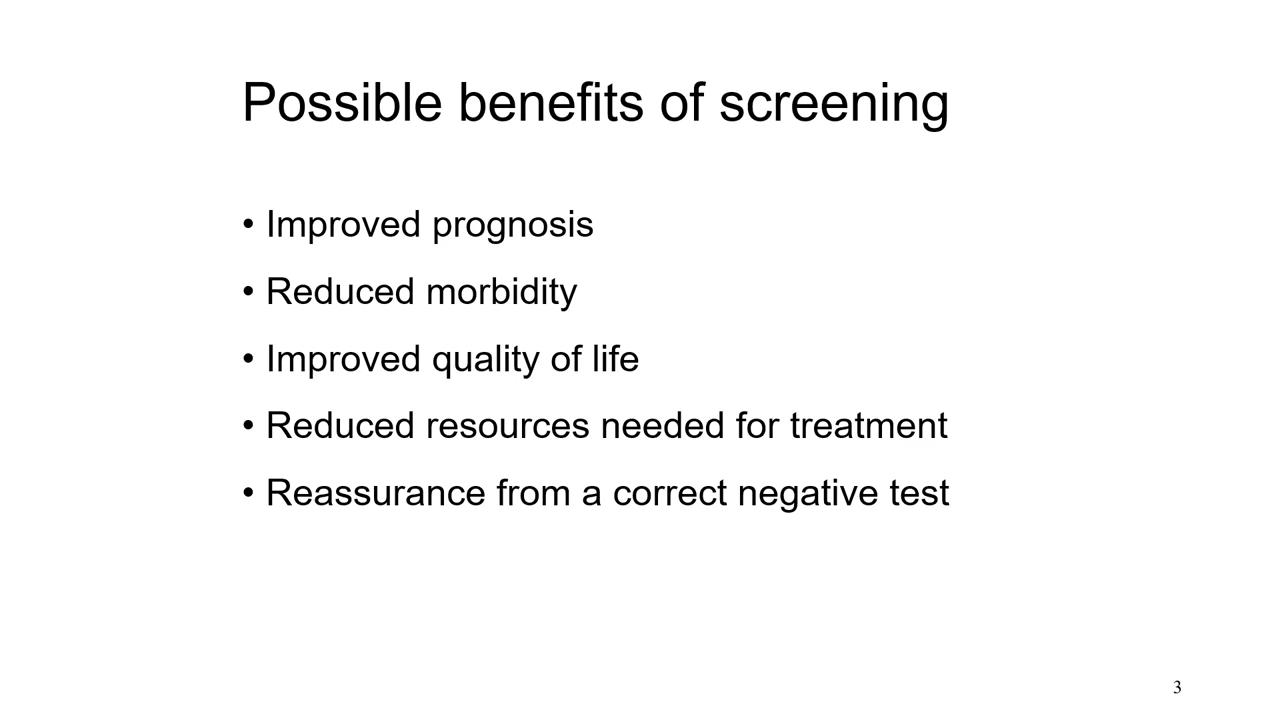 Possible benefits of screening
• Improved prognosis
• Reduced morbidity
• Improved quality of life
• Reduced resources needed for treatment
• Reassurance from a correct negative test
3